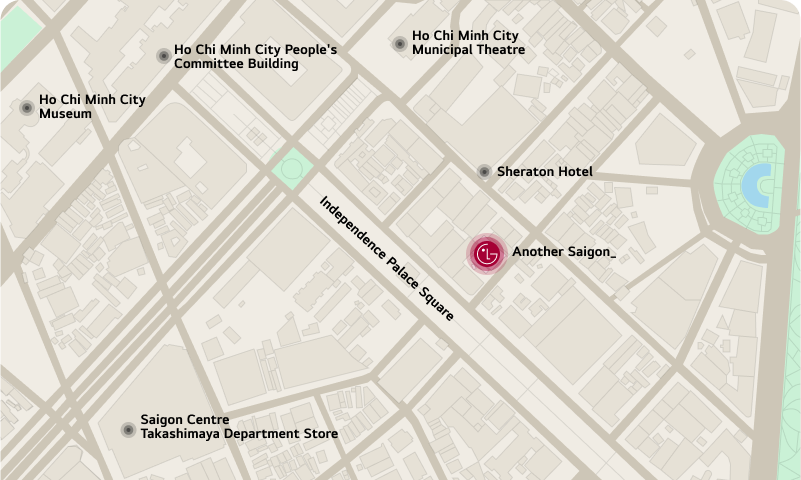 Ho Chi Minh City
Municipal Theatre
Ho Chi Minh City People's
Committee Building
Ho Chi Minh City
Museum
Sheraton Hotel
Independence Palace Square
LG
Another Saigon_
Saigon Centre
Takashimaya Department Store